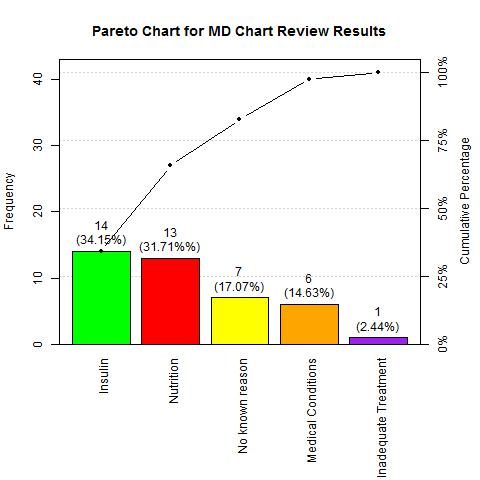 Pareto Chart for MD Chart Review Results
Frequency
0
10
20
30
40
14
(34.15%)
13
(31.71%%)
7
(17.07%)
6
(14.63%)
1
(2.44%)
0%
25%
50%
75%
100%
Cumulative Percentage
Insulin
Nutrition
No known reason
Medical Conditions
Inadequate Treatment